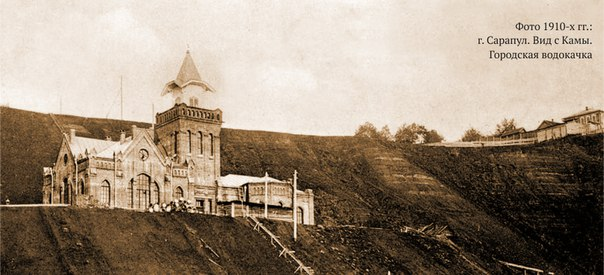 Фото 1910-х гг.:
г. Сарапул. Вид с Камы.
Городская водокачка